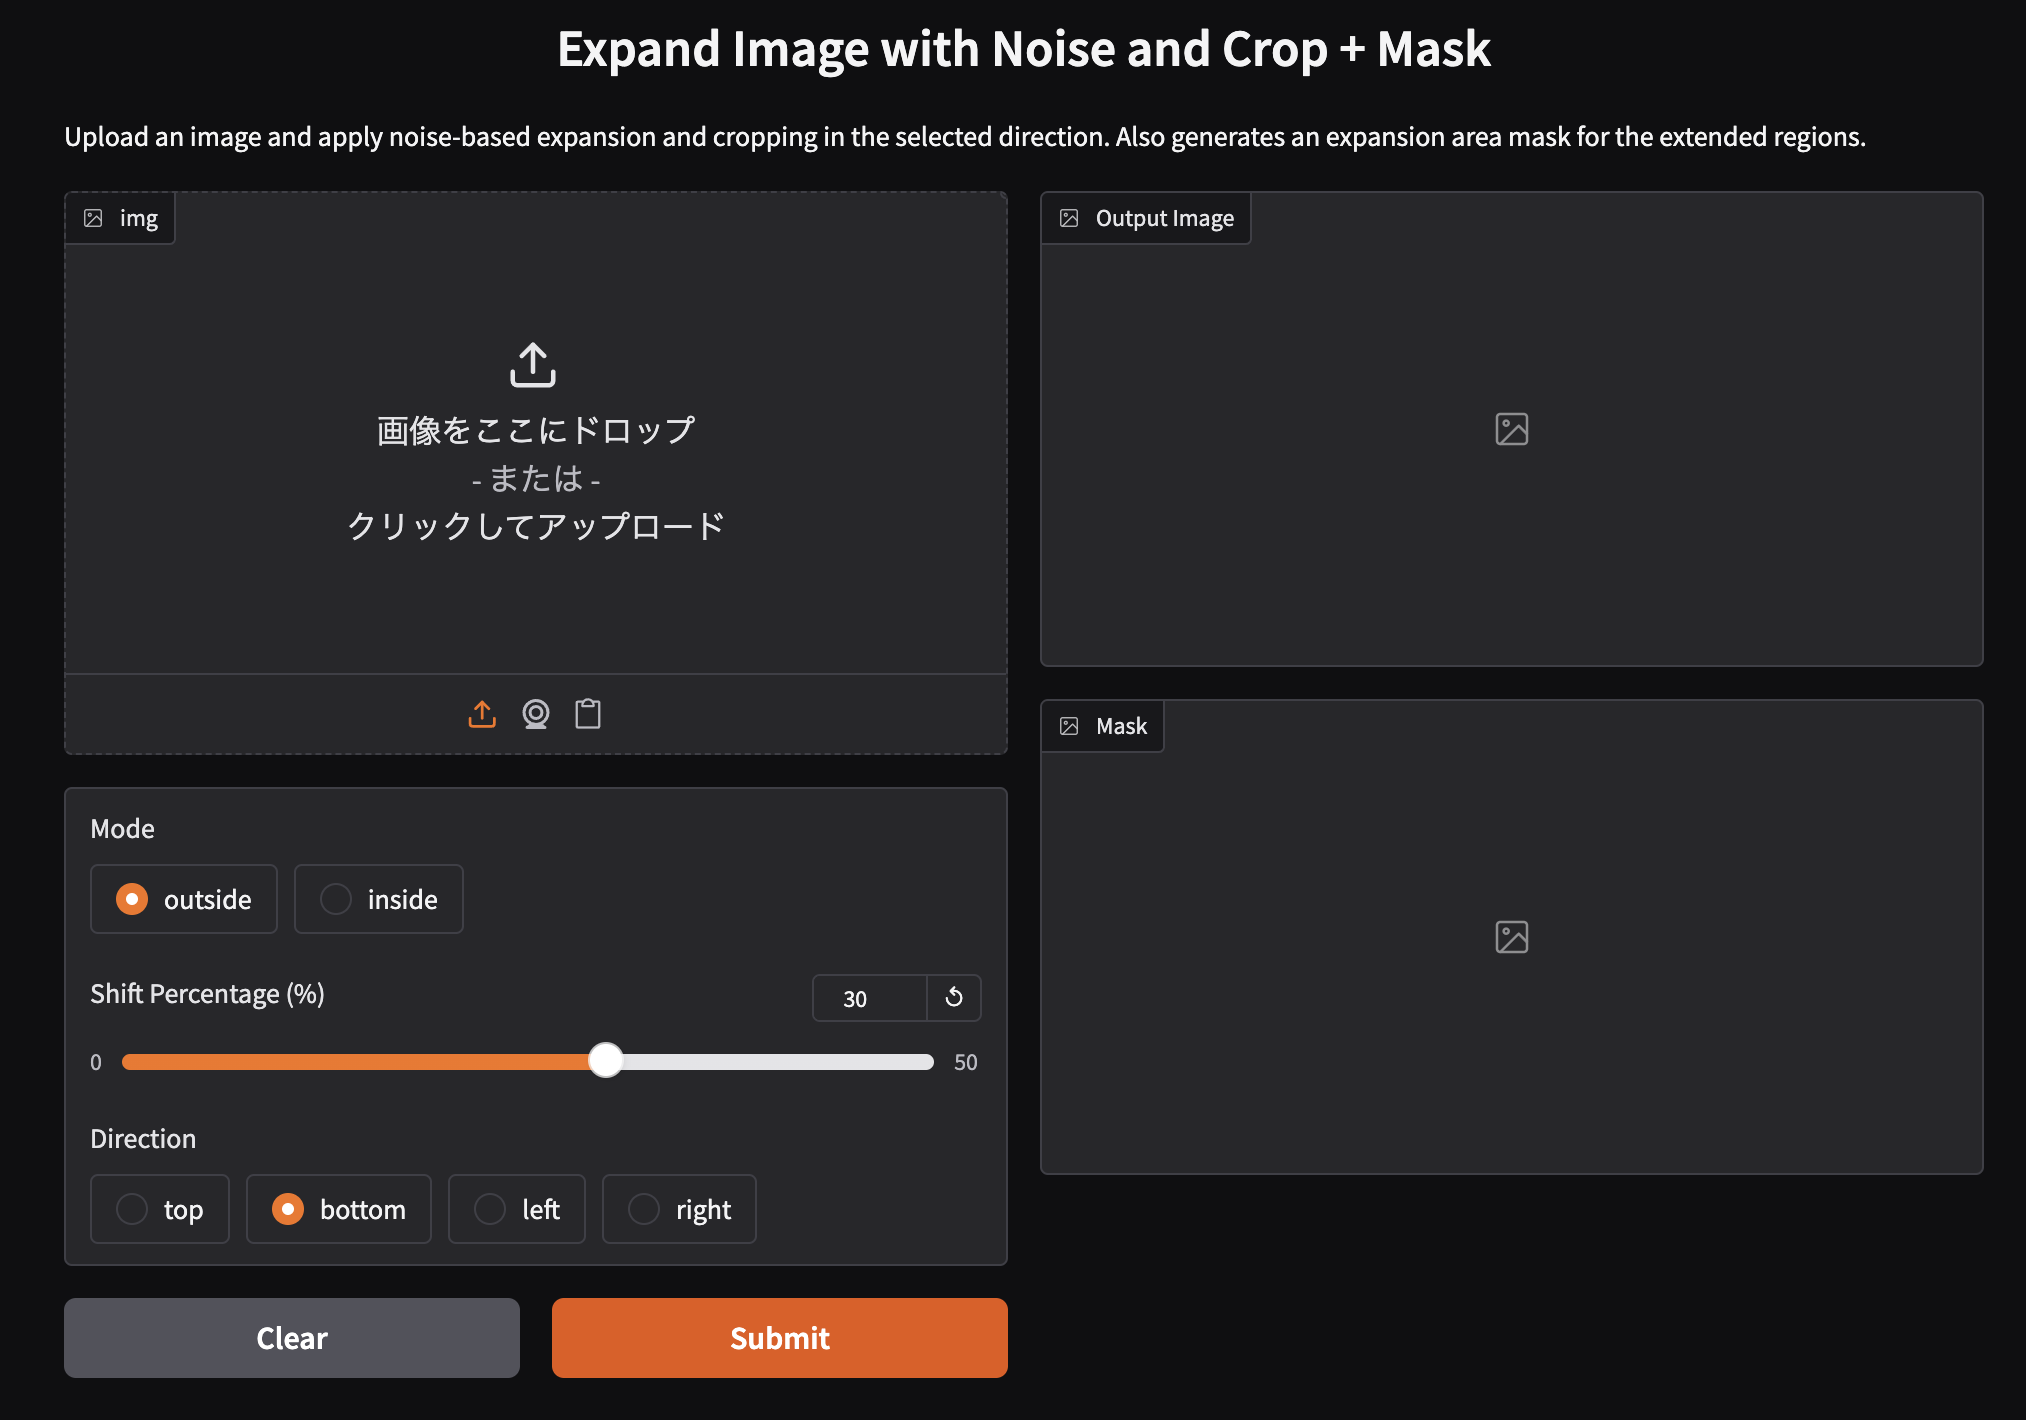 Expand Image with Noise and Crop + Mask
Upload an image and apply noise-based expansion and cropping in the selected direction. Also generates an expansion area mask for the extended regions.
img
画像をここにドロップ
- または -
クリックしてアップロード
Mode
outside
inside
Shift Percentage (%)
30
0
50
Direction
top
bottom
left
right
Clear
Submit
Output Image
Mask